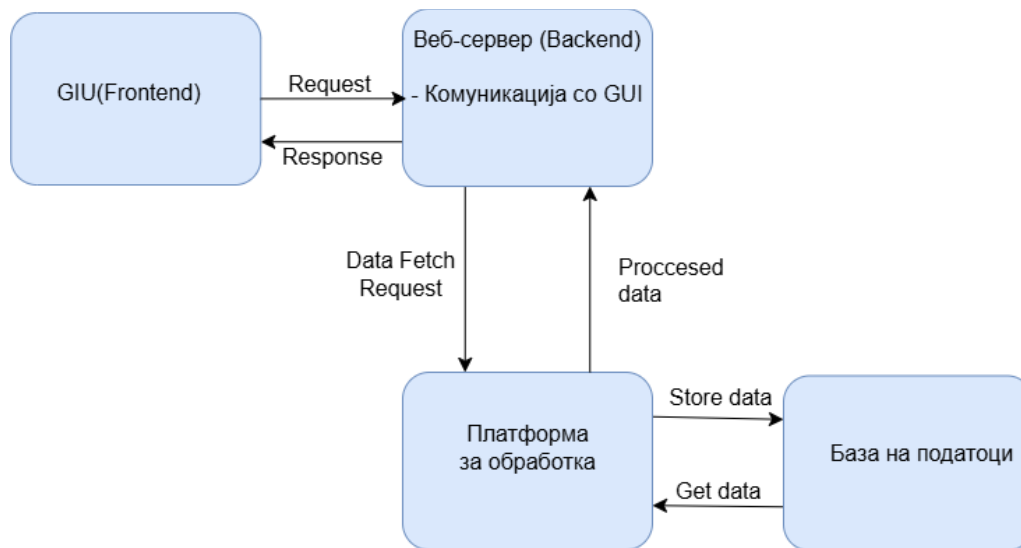 GIU(Frontend)
Request
Response
Веб-сервер (Backend)
- Комуникација со GUI
Data Fetch
Request
Proccesed
data
Платформа
за обработка
Store data
Get data
База на податоци